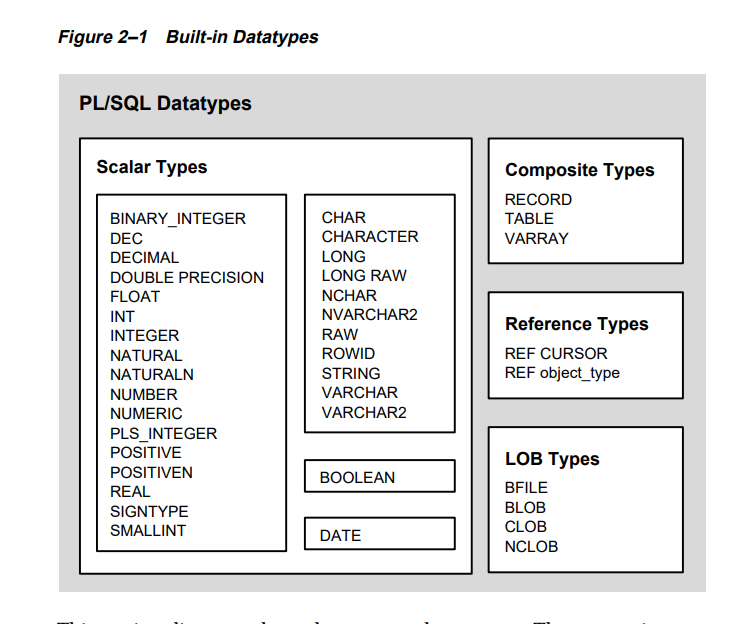 Figure 2–1 Built-in Datatypes
PL/SQL Datatypes
Scalar Types
BINARY_INTEGER
DEC
DECIMAL
DOUBLE PRECISION
FLOAT
INT
INTEGER
NATURAL
NATURALN
NUMBER
NUMERIC
PLS_INTEGER
POSITIVE
POSITIVEN
REAL
SIGNTYPE
SMALLINT
CHAR
CHARACTER
LONG
LONG RAW
NCHAR
NVARCHAR2
RAW
ROWID
STRING
VARCHAR
VARCHAR2
BOOLEAN
DATE
Composite Types
RECORD
TABLE
VARRAY
Reference Types
REF CURSOR
REF object_type
LOB Types
BFILE
BLOB
CLOB
NCLOB